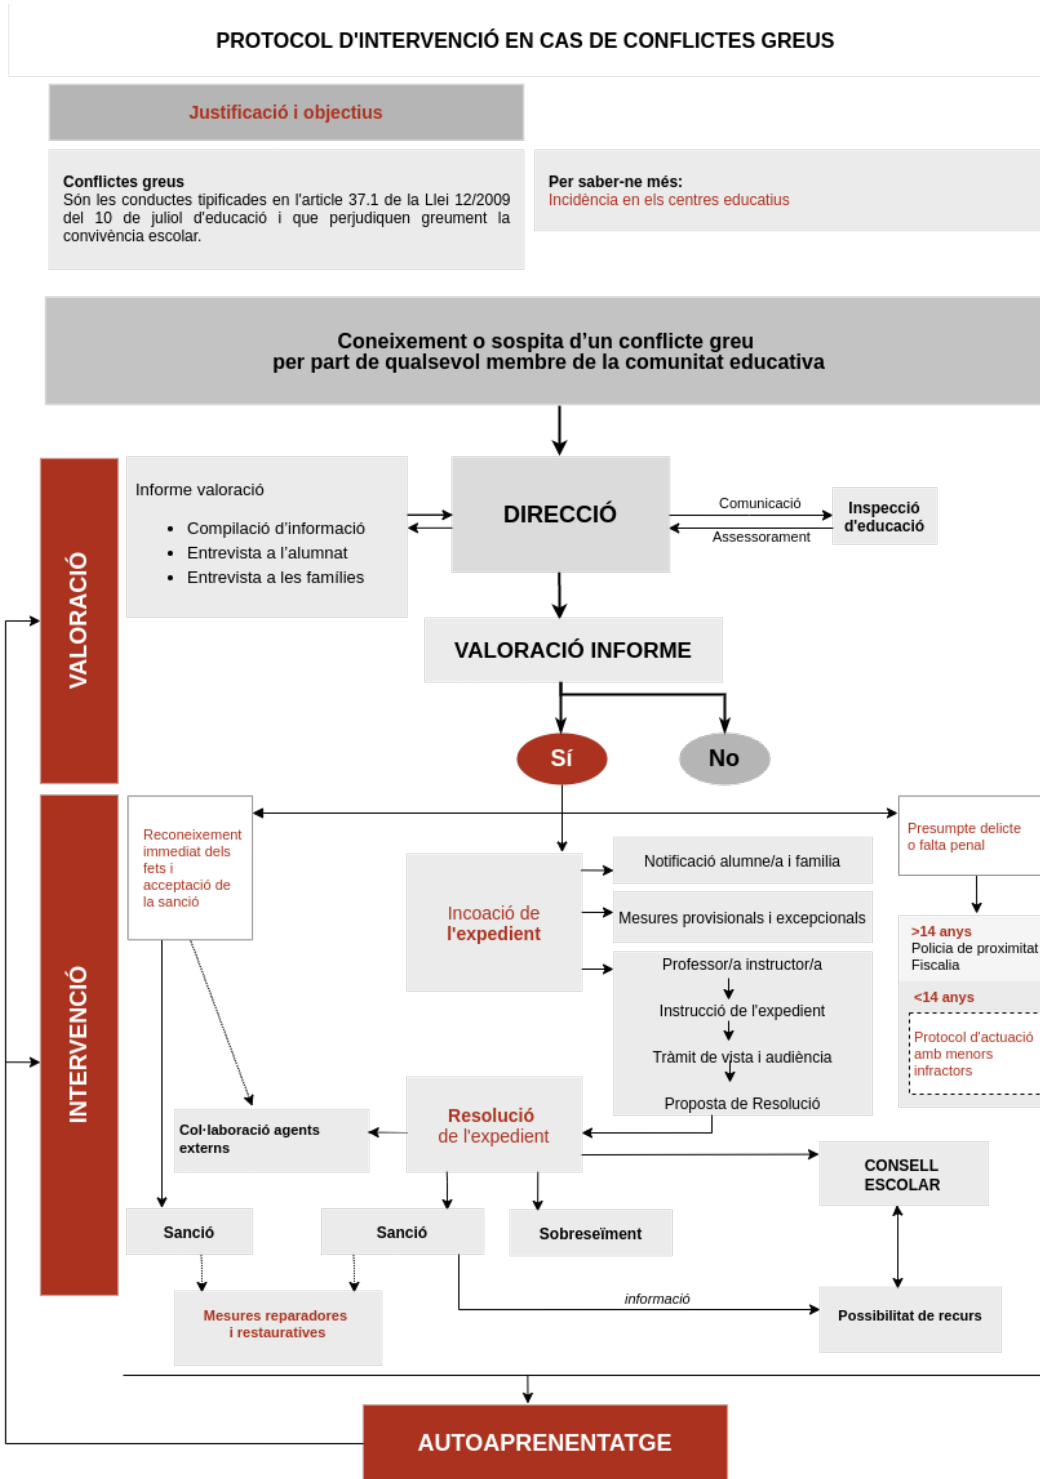 PROTOCOL D'INTERVENCIÓ EN CAS DE CONFLICTES GREUS
Justificació i objectius
Conflictes greus
Són les conductes tipificades en l'article 37.1 de la Llei 12/2009
del 10 de juliol d'educació i que perjudiquen greument la
convivència escolar.
Per saber-ne més:
Incidència en els centres educatius
Coneixement o sospita d'un conflicte greu
per part de qualsevol membre de la comunitat educativa
VALORACIÓ
Informe valoració
• Compilació d'informació
• Entrevista a l'alumnat
• Entrevista a les famílies
DIRECCIÓ
Comunicació
Assessorament
Inspecció
d'educació
VALORACIÓ INFORME
Sí
No
INTERVENCIÓ
Reconeixement
immediat dels
fets i
acceptació de
la sanció
Presumpte delicte
o falta penal
Incoació de
l'expedient
Notificació alumne/a i familia
Mesures provisionals i excepcionals
Professor/a instructor/a
Instrucció de l'expedient
Tràmit de vista i audiència
Proposta de Resolució
>14 anys
Policia de proximitat
Fiscalia
<14 anys
Protocol d'actuació
amb menors
infractors
Resolució
de l'expedient
Col·laboració agents
externs
CONSELL
ESCOLAR
Sanció
Sanció
Sobreseïment
informació
Possibilitat de recurs
Mesures reparadores
i restauratives
AUTOAPRENENTATGE